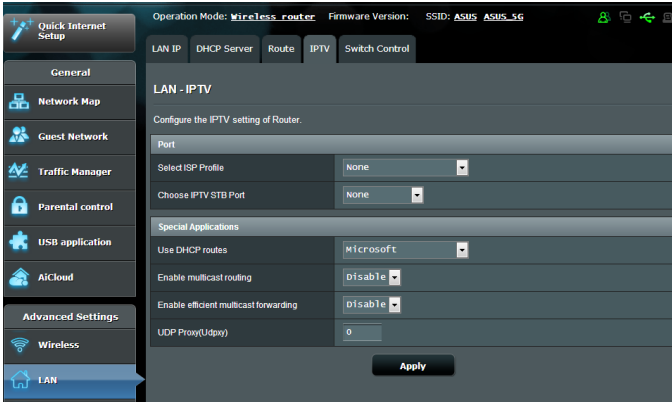 Quick Internet
Setup
Operation Mode: Wireless router Firmware Version: SSID: ASUS ASUS_5G
LAN IP DHCP Server Route IPTV Switch Control
General
Network Map
Guest Network
Traffic Manager
Parental control
USB application
AiCloud
Advanced Settings
Wireless
LAN
LAN - IPTV
Configure the IPTV setting of Router.
Port
Select ISP Profile None
Choose IPTV STB Port None
Special Applications
Use DHCP routes Microsoft
Enable multicast routing Disable
Enable efficient multicast forwarding Disable
UDP Proxy(Udpxy) 0
Apply